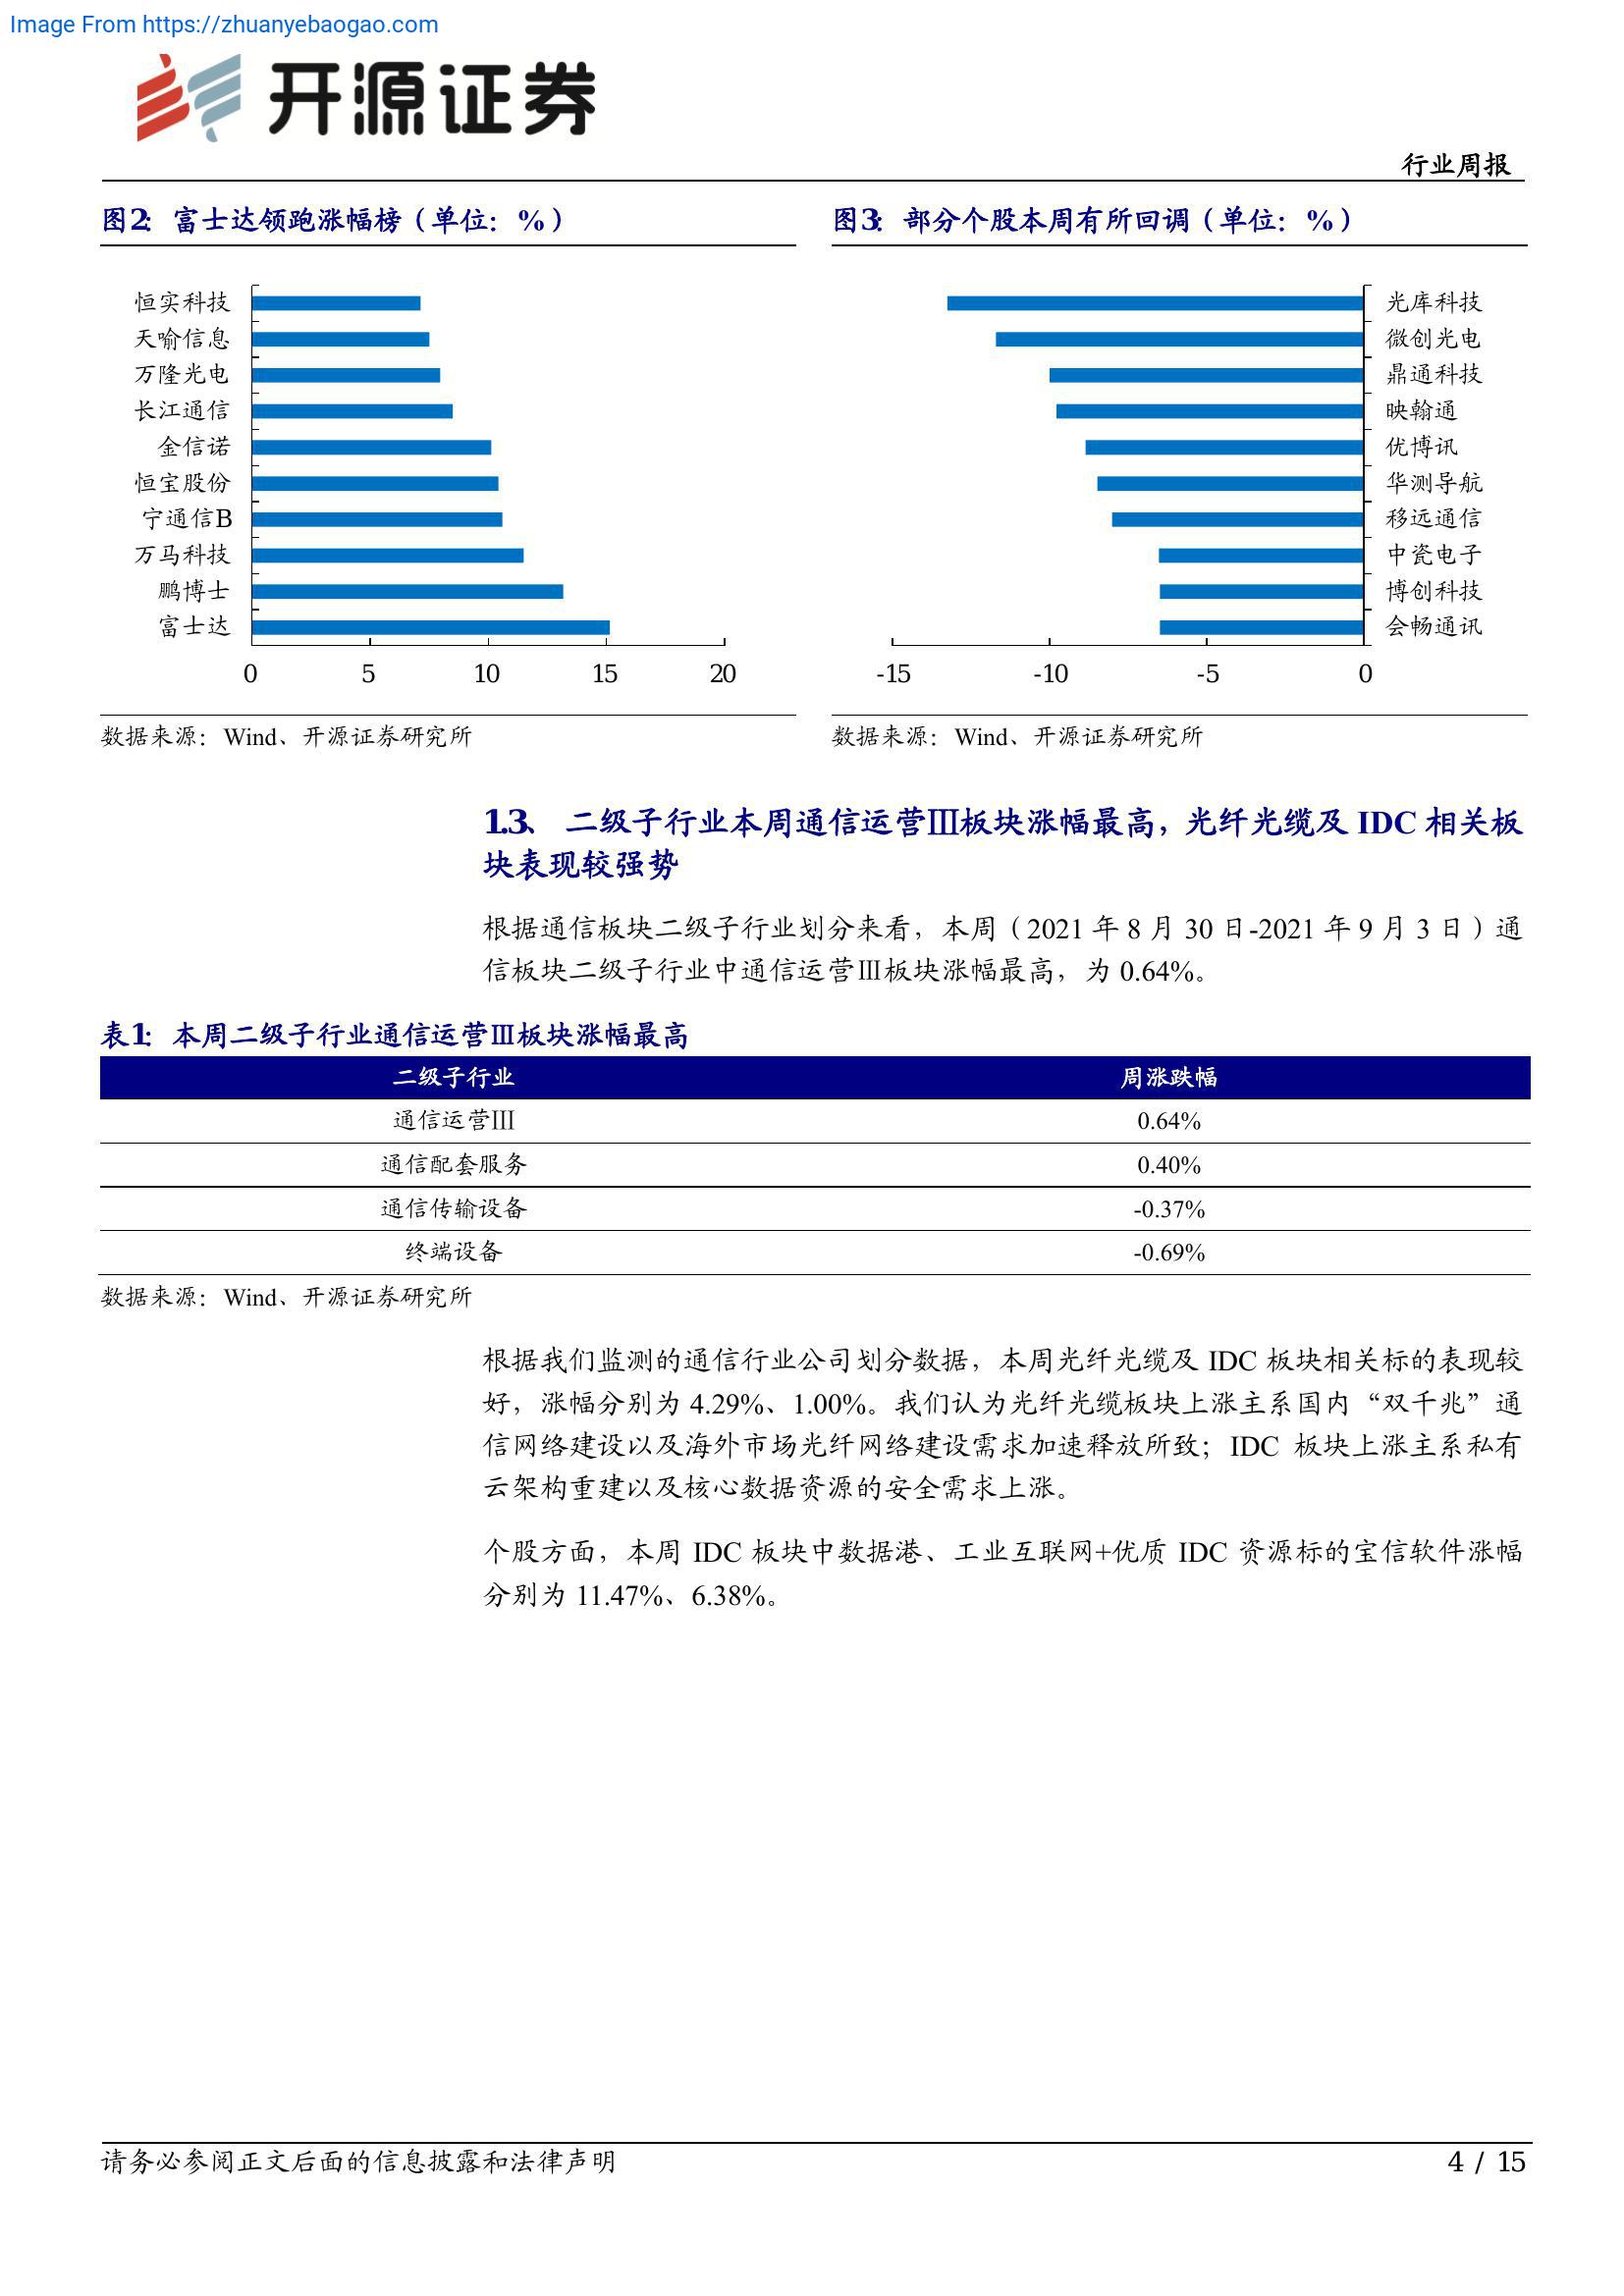 Image From https://zhuanyebaogao.com
开源证券
行业周报
图2：富士达领跑涨幅榜（单位：%）
恒实科技
天喻信息
万隆光电
长江通信
金信诺
恒宝股份
宁通信B
万马科技
鹏博士
富士达
0 5 10 15 20
数据来源：Wind、开源证券研究所
图3：部分个股本周有所回调（单位：%）
光库科技
微创光电
鼎通科技
映翰通
优博讯
华测导航
移远通信
中瓷电子
博创科技
会畅通讯
-15 -10 -5 0
数据来源：Wind、开源证券研究所
1.3、 二级子行业本周通信运营Ⅲ板块涨幅最高，光纤光缆及 IDC 相关板
块表现较强势
根据通信板块二级子行业划分来看，本周（2021 年 8 月 30 日-2021 年 9 月 3 日）通
信板块二级子行业中通信运营Ⅲ板块涨幅最高，为 0.64%。
表1：本周二级子行业通信运营Ⅲ板块涨幅最高
二级子行业 周涨跌幅
通信运营Ⅲ 0.64%
通信配套服务 0.40%
通信传输设备 -0.37%
终端设备 -0.69%
数据来源：Wind、开源证券研究所
根据我们监测的通信行业公司划分数据，本周光纤光缆及 IDC 板块相关标的表现较
好，涨幅分别为 4.29%、1.00%。我们认为光纤光缆板块上涨主系国内“双千兆”通
信网络建设以及海外市场光纤网络建设需求加速释放所致；IDC 板块上涨主系私有
云架构重建以及核心数据资源的安全需求上涨。
个股方面，本周 IDC 板块中数据港、工业互联网+优质 IDC 资源标的宝信软件涨幅
分别为 11.47%、6.38%。
请务必参阅正文后面的信息披露和法律声明
4 / 15